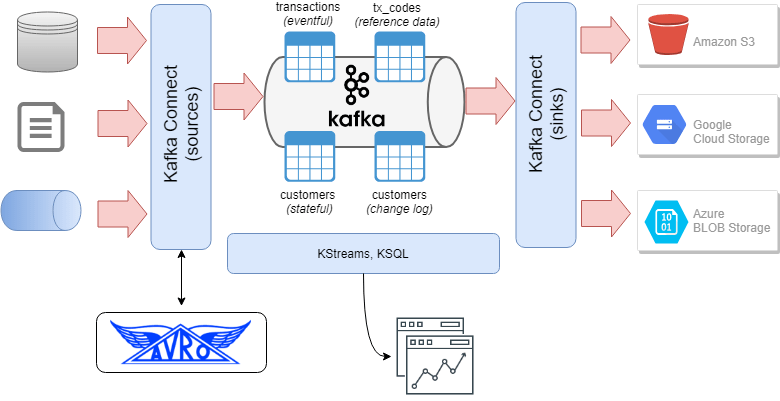 transactions
(eventful)
tx_codes
(reference data)
Kafka Connect
(sources)
kafka
Kafka Connect
(sinks)
Amazon S3
Google
Cloud Storage
10
01
Azure
BLOB Storage
customers
(stateful)
customers
(change log)
KStreams, KSQL
AVRO